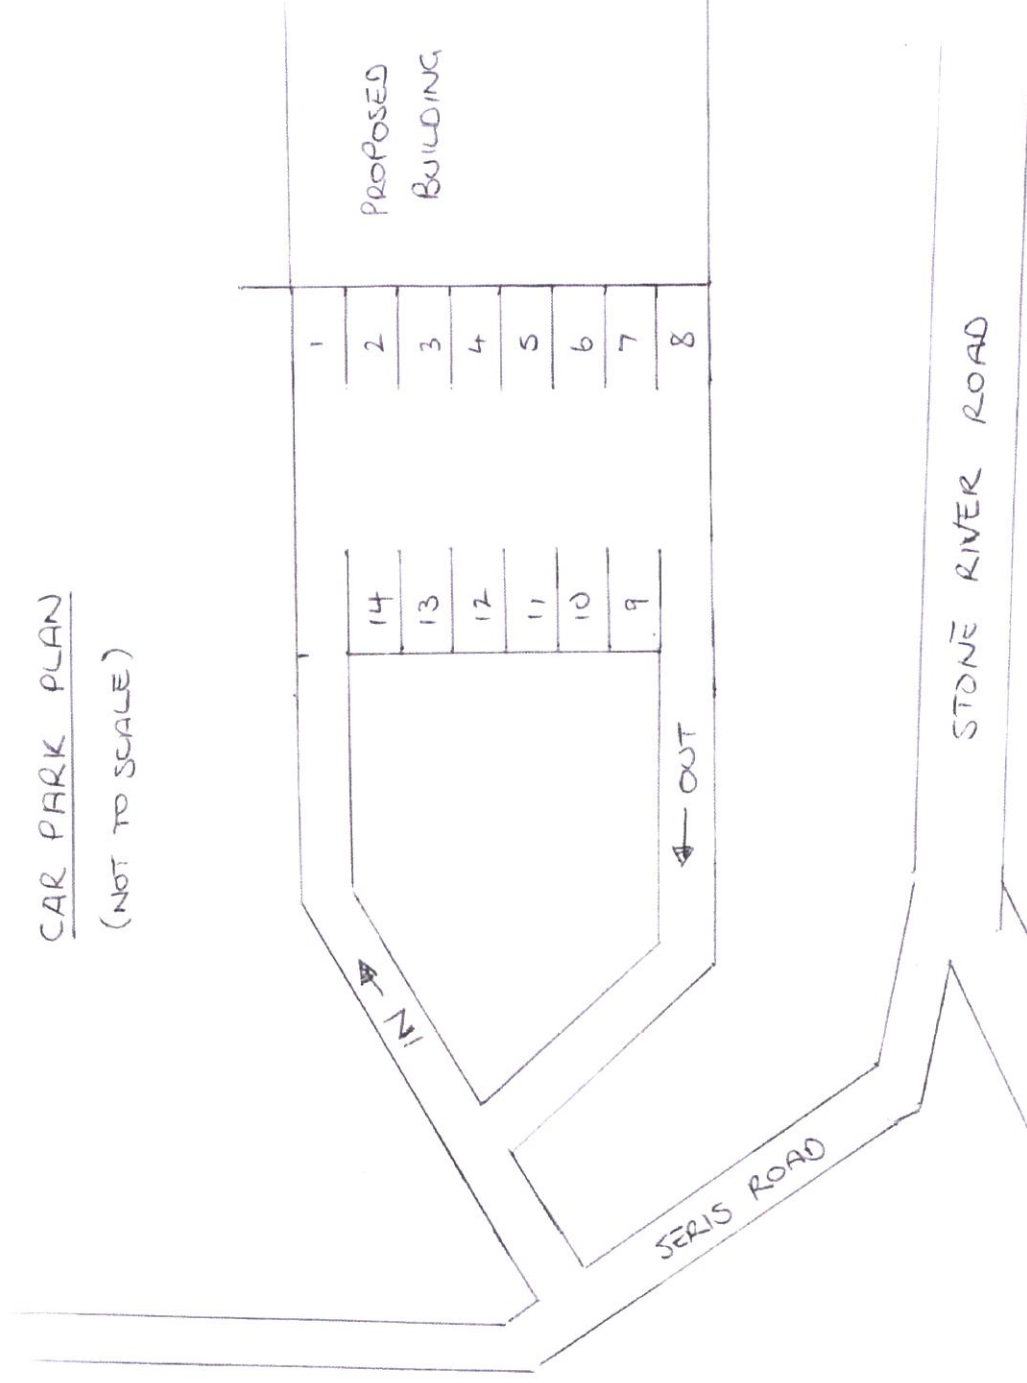 CAR PARK PLAN
(NOT TO SCALE)
PROPOSED
BUILDING
1
2
3
4
5
6
7
8
14
13
12
11
10
9
IN
OUT
SERIS ROAD
STONE RIVER ROAD